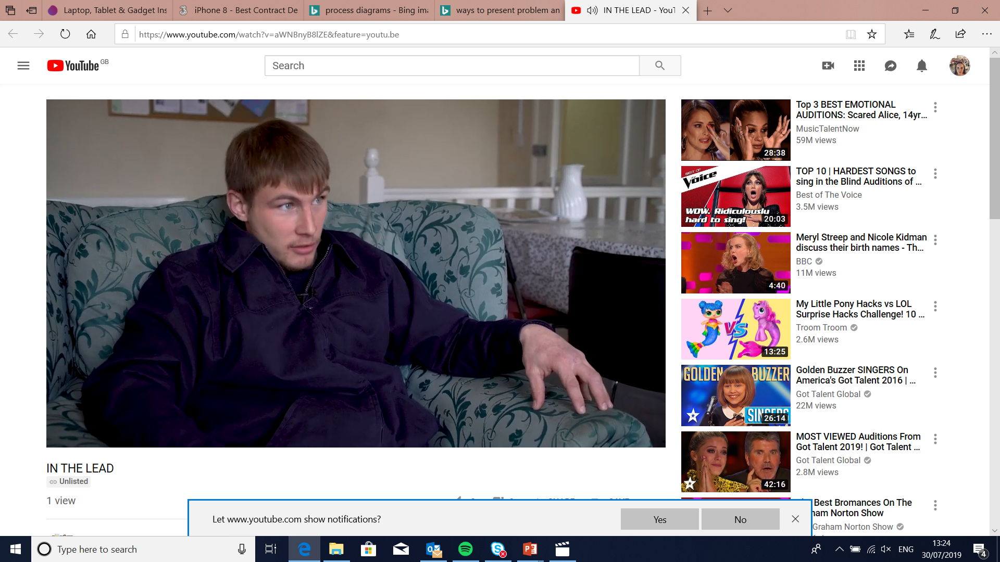 Laptop, Tablet & Gadget Ins
iPhone 8 - Best Contract De
process diagrams - Bing ima
ways to present problem an
IN THE LEAD - YouT
https://www.youtube.com/watch?v=aWNBnyB8lZE&feature=youtu.be
YouTube GB
Search
Top 3 BEST EMOTIONAL
AUDITIONS: Scared Alice, 14yr...
MusicTalentNow
59M views
28:38
BEST OF
the Voice
WOW. Ridiculously
hard to sing!
20:03
TOP 10 | HARDEST SONGS to
sing in the Blind Auditions of ...
Best of The Voice
3.5M views
Meryl Streep and Nicole Kidman
discuss their birth names - Th...
BBC
11M views
4:40
VS
13:25
My Little Pony Hacks vs LOL
Surprise Hacks Challenge! 10 ...
Troom Troom
2.6M views
GOLDEN BUZZER
SINGERS
26:14
Golden Buzzer SINGERS On
America's Got Talent 2016 | ...
Got Talent Global
22M views
MOST VIEWED Auditions From
Got Talent 2019! | Got Talent ...
Got Talent Global
2.8M views
42:16
Best Bromances On The
ham Norton Show
Graham Norton Show
IN THE LEAD
Unlisted
1 view
Let www.youtube.com show notifications?
Yes
No
Type here to search
ENG
13:24
30/07/2019
4